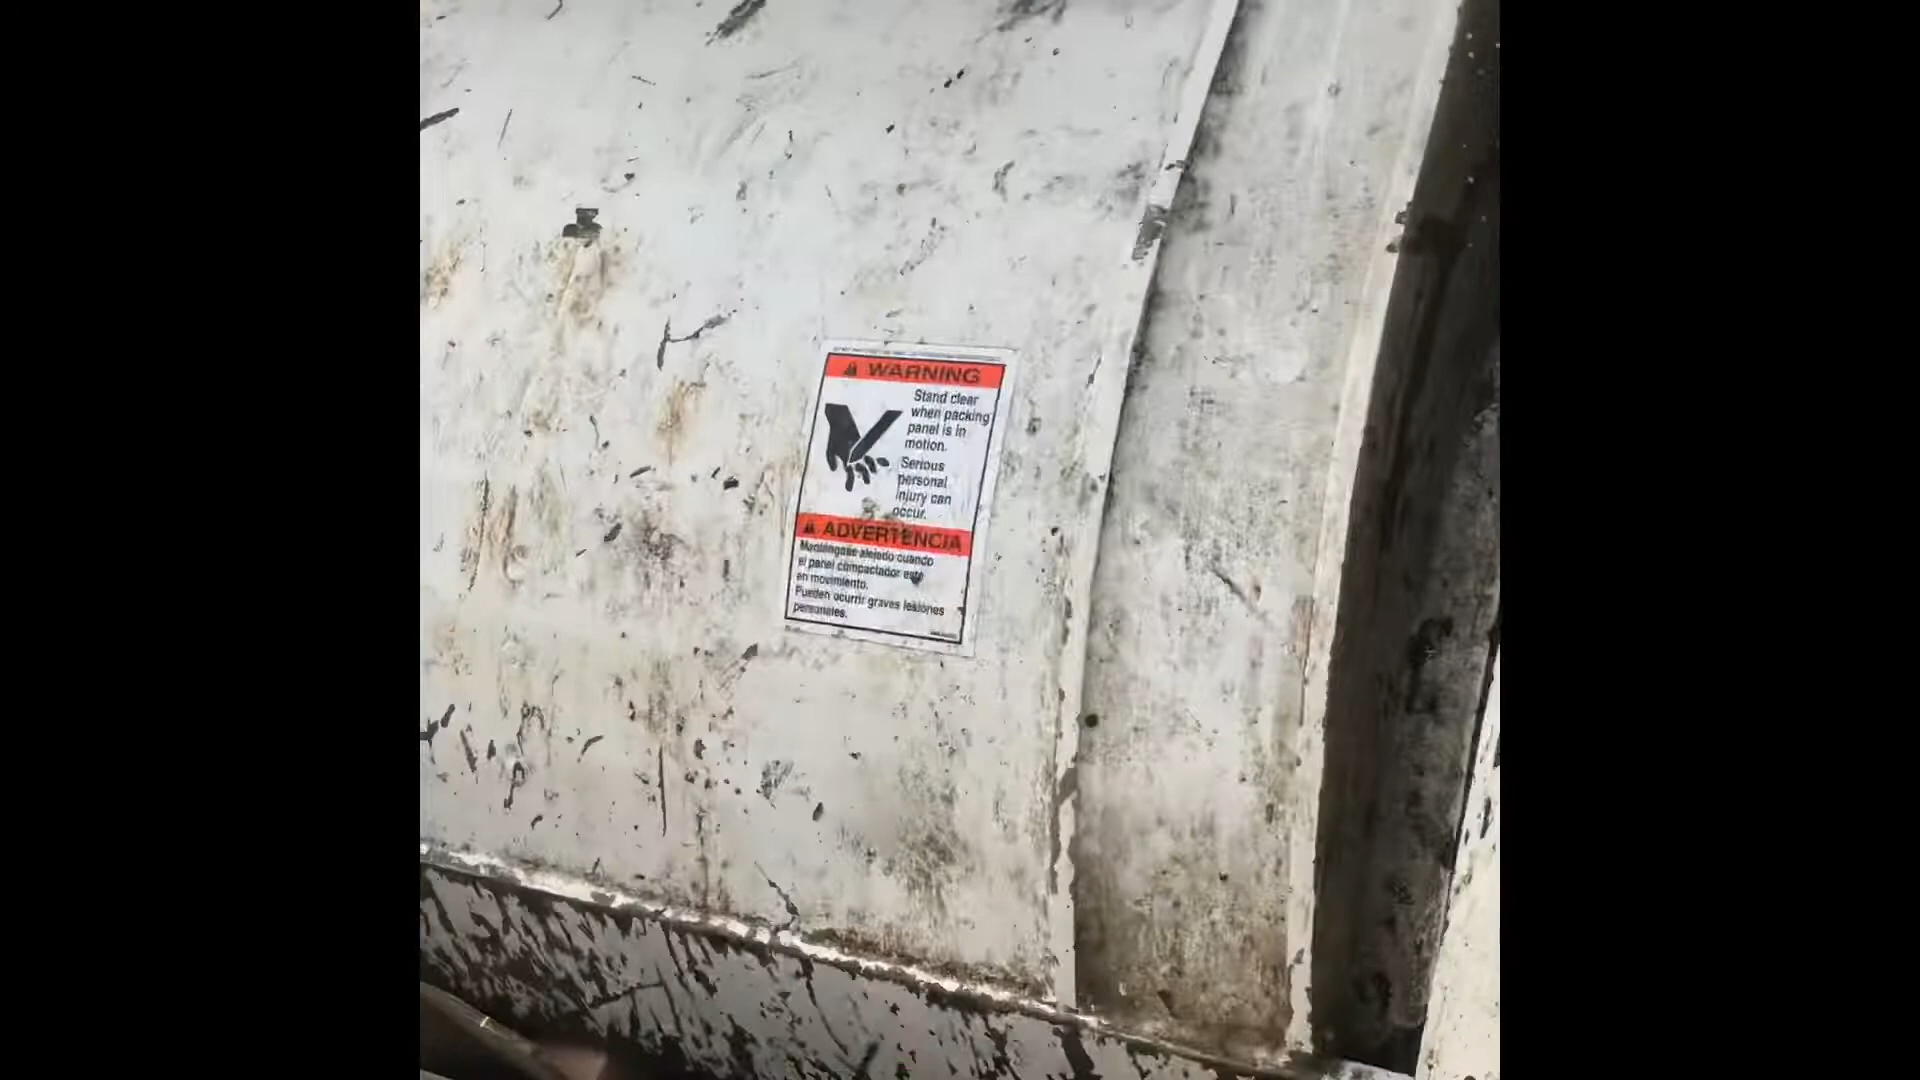 WARNING
Stand clear
when packing
panel is in
motion.
Serious
personal
injury can
occur.
ADVERTENCIA
Manténgase alejado cuando
el panel compactador esté
en movimiento.
Pueden ocurrir graves lesiones
personales.